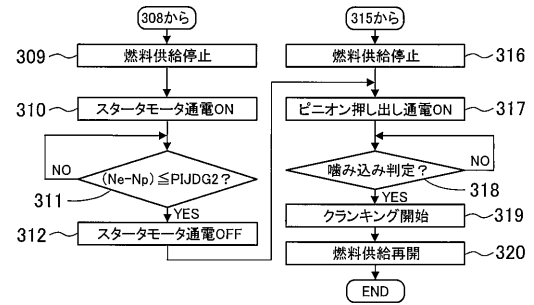 308から
309
燃料供給停止
310
スタータモータ通電ON
NO
(Ne-Np)≦PIJDG2?
311
YES
312
スタータモータ通電OFF
315から
燃料供給停止
316
ピニオン押し出し通電ON
317
噛み込み判定?
NO
318
YES
クランキング開始
319
燃料供給再開
320
END